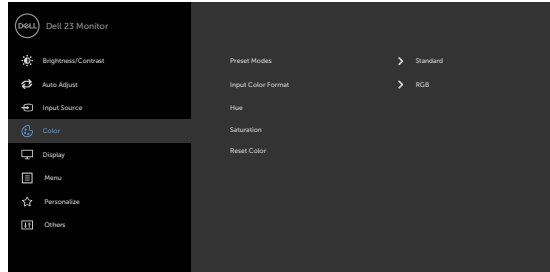 DELL Dell 23 Monitor
Brightness/Contrast
Auto Adjust
Input Source
Color
Display
Menu
Personalize
Others
Preset Modes Standard
Input Color Format RGB
Hue
Saturation
Reset Color